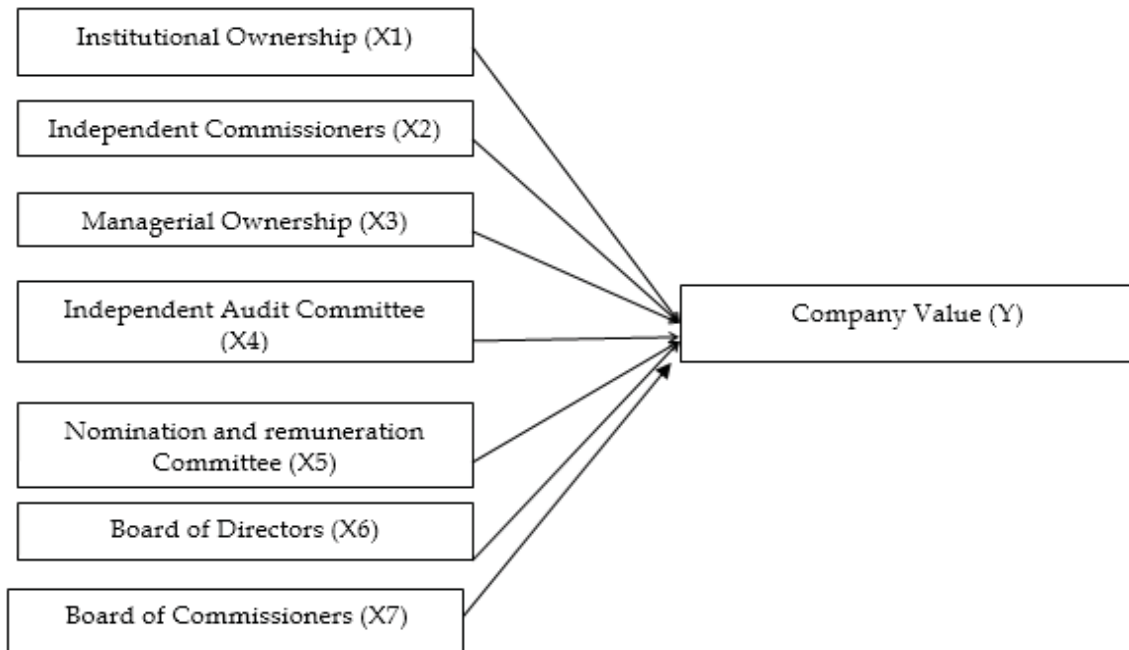 Institutional Ownership (X1)
Independent Commissioners (X2)
Managerial Ownership (X3)
Independent Audit Committee
(X4)
Nomination and remuneration
Committee (X5)
Board of Directors (X6)
Board of Commissioners (X7)
Company Value (Y)